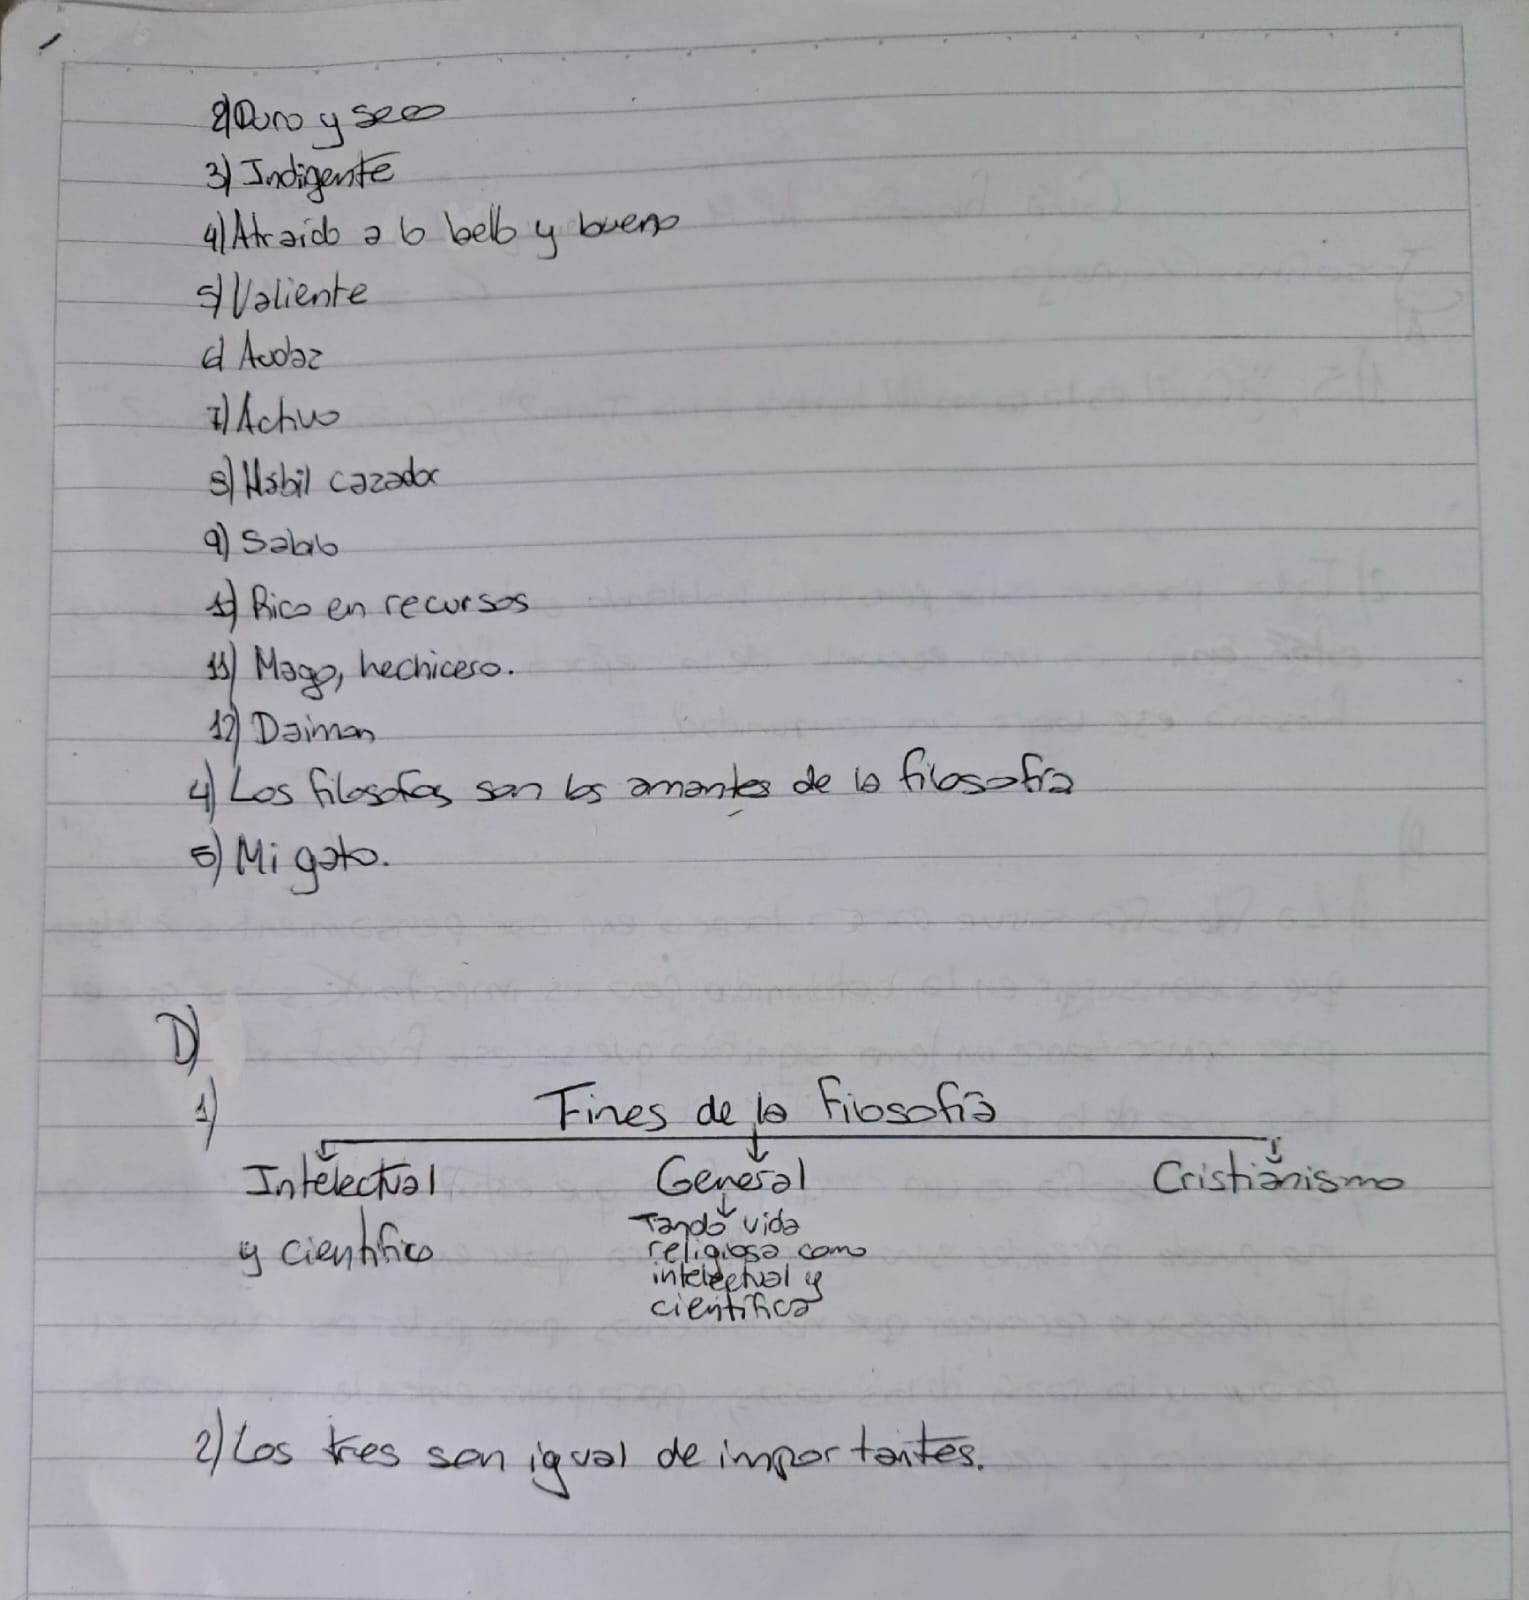 2) Duro y seco
3) Indigente
4) Atraido a lo bello y bueno
5) Valiente
6) Audaz
7) Activo
8) Hábil cazador
9) Sabio
10) Rico en recursos
11) Mago, hechicero.
12) Daimon
4) Los filosofos son los amantes de la filosofía
5) Mi gato.
D)
1) Fines de la Filosofía
Intelectual General Cristianismo
y científico
Tando vida
religiosa como
intelectual y
científica
2) Los tres son igual de importantes.